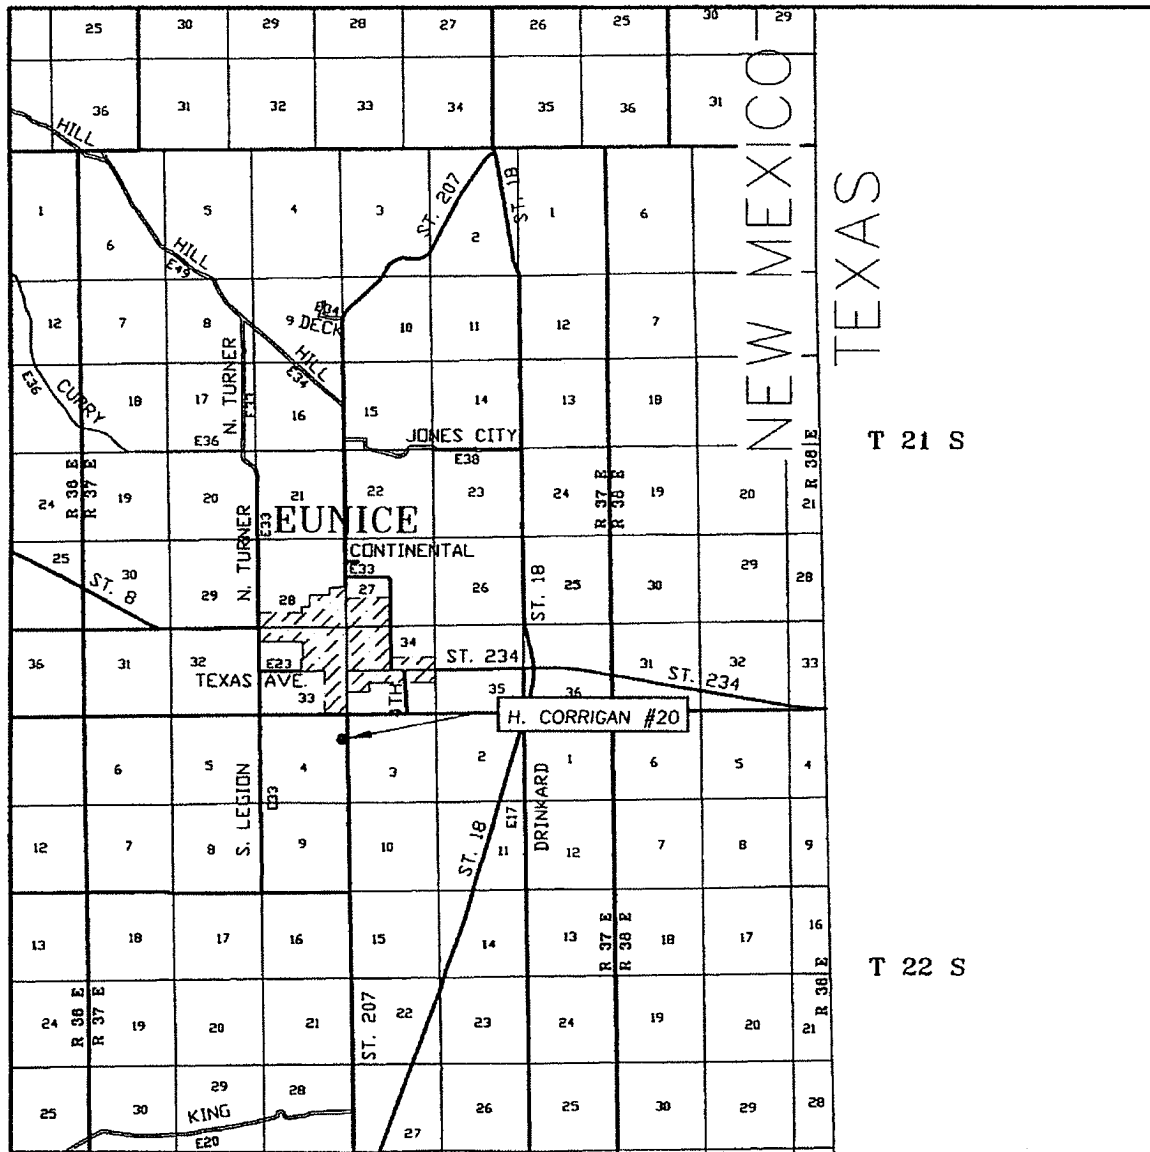 25 30 29 28 27 26 25 30 29
36 31 32 33 34 35 36 31
NEW MEXICO
TEXAS
HILL
1 6 5 4 3 2 1 6
ST. 207
ST. 18
HILL
E49
12 7 8 9 DECK 10 11 12 7
E34
HILL
E34
E36
CURRY
18 17 16 15 14 13 18
N. TURNER
E33
E36
JONES CITY
E38
T 21 S
R 36 E
R 37 E
R 37 E
R 38 E
R 38 E
24 19 20 21 22 23 24 19 20 21
EUNICE
N. TURNER
E33
CONTINENTAL
E33
25 30 29 28 27 26 25 30 29 28
ST. 8
ST. 18
36 31 32 33 34 35 36 31 32 33
E23
TEXAS AVE.
ST. 234
ST. 234
H. CORRIGAN #20
6 5 4 3 2 1 6 5 4
S. LEGION
E33
ST. 18
E17
DRINKARD
12 7 8 9 10 11 12 7 8 9
13 18 17 16 15 14 13 18 17 16
R 37 E
R 38 E
T 22 S
R 36 E
R 37 E
R 38 E
24 19 20 21 22 23 24 19 20 21
ST. 207
25 30 29 28 27 26 25 30 29 28
KING
E20